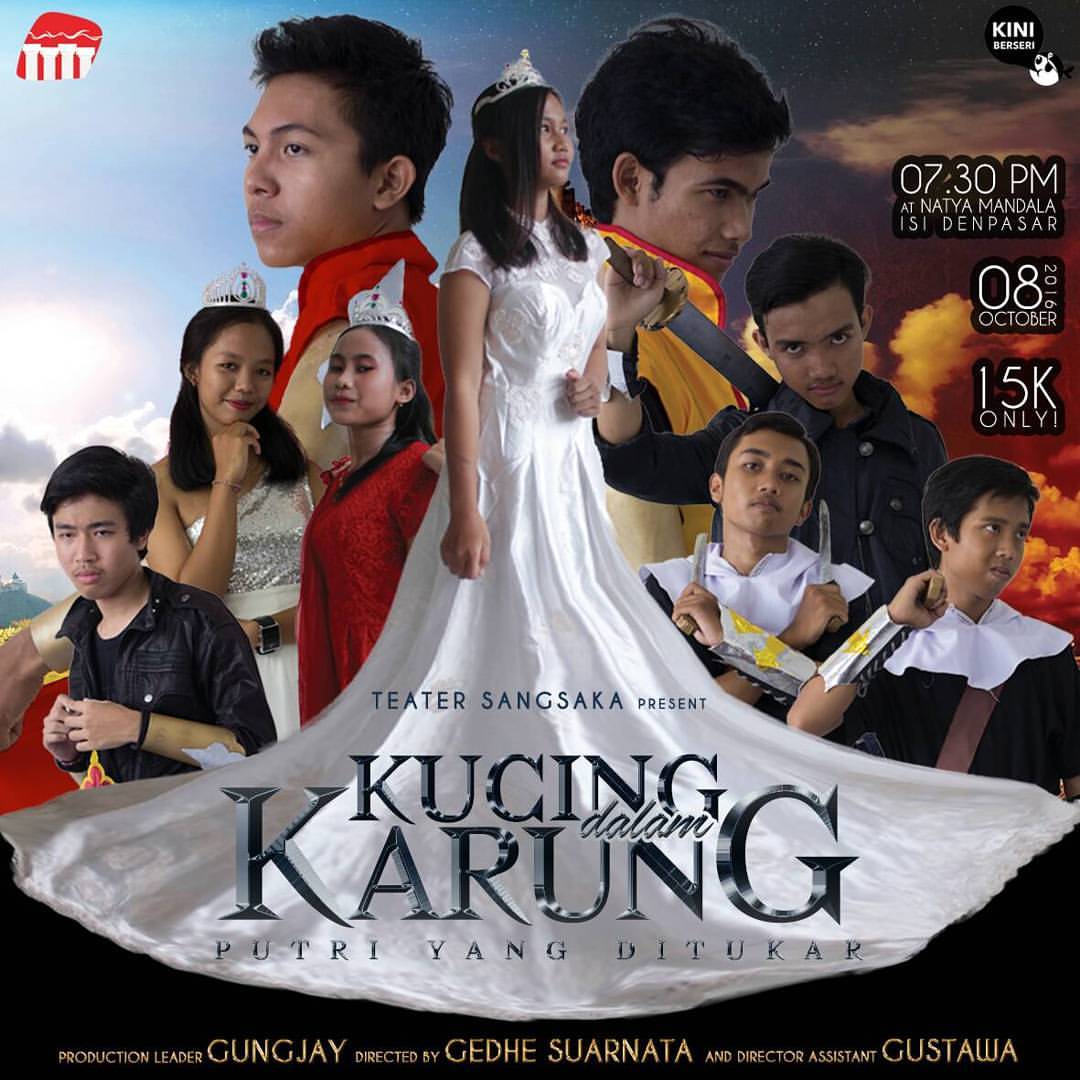 KINI
BERSERI
07.30 PM
AT NATYA MANDALA
ISI DENPASAR
08 2016
OCTOBER
15K
ONLY!
TEATER SANGSAKA PRESENT
KUCING
dalam
KARUNG
PUTRI YANG DITUKAR
PRODUCTION LEADER GUNGJAY DIRECTED BY GEDHE SUARNATA AND DIRECTOR ASSISTANT GUSTAWA